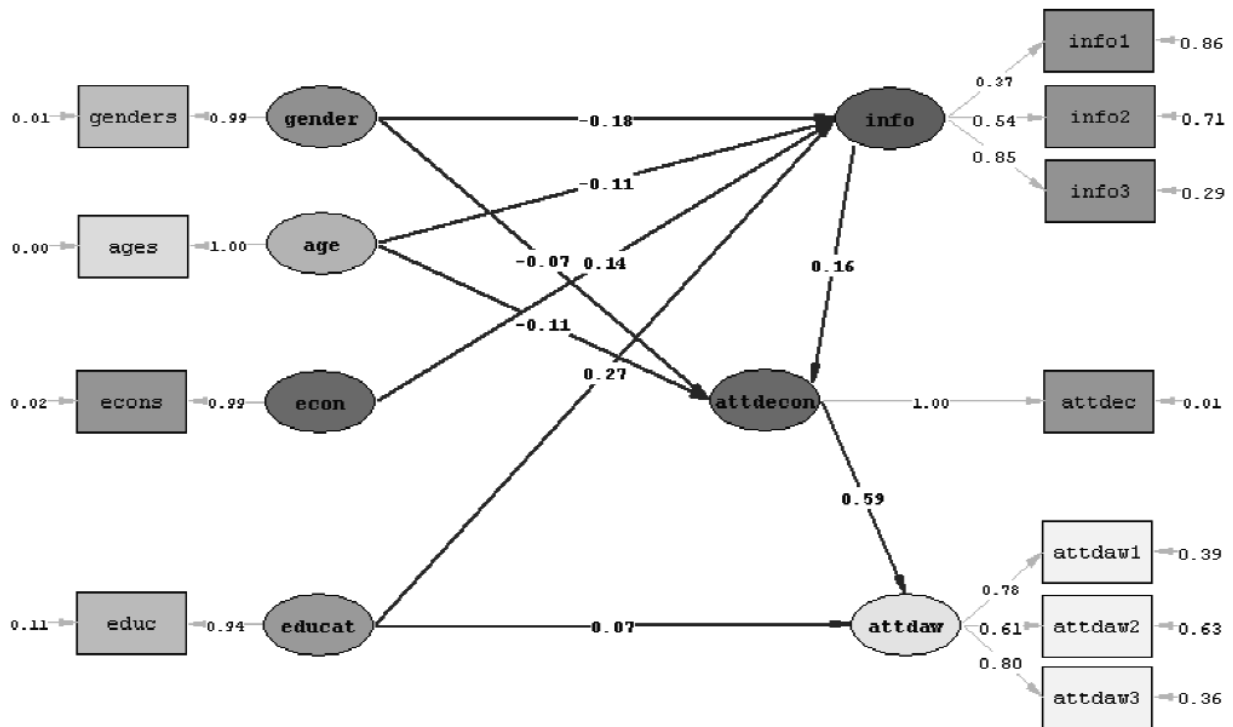 info1
0.86
0.37
0.01
genders
0.99
gender
-0.18
info
0.54
info2
0.71
0.85
-0.11
info3
0.29
0.00
ages
1.00
age
-0.07
0.14
0.16
-0.11
0.27
0.02
econs
0.99
econ
attdecon
1.00
attdec
0.01
0.59
attdaw1
0.39
0.78
0.11
educ
0.94
educat
0.07
attdaw
0.61
attdaw2
0.63
0.80
attdaw3
0.36